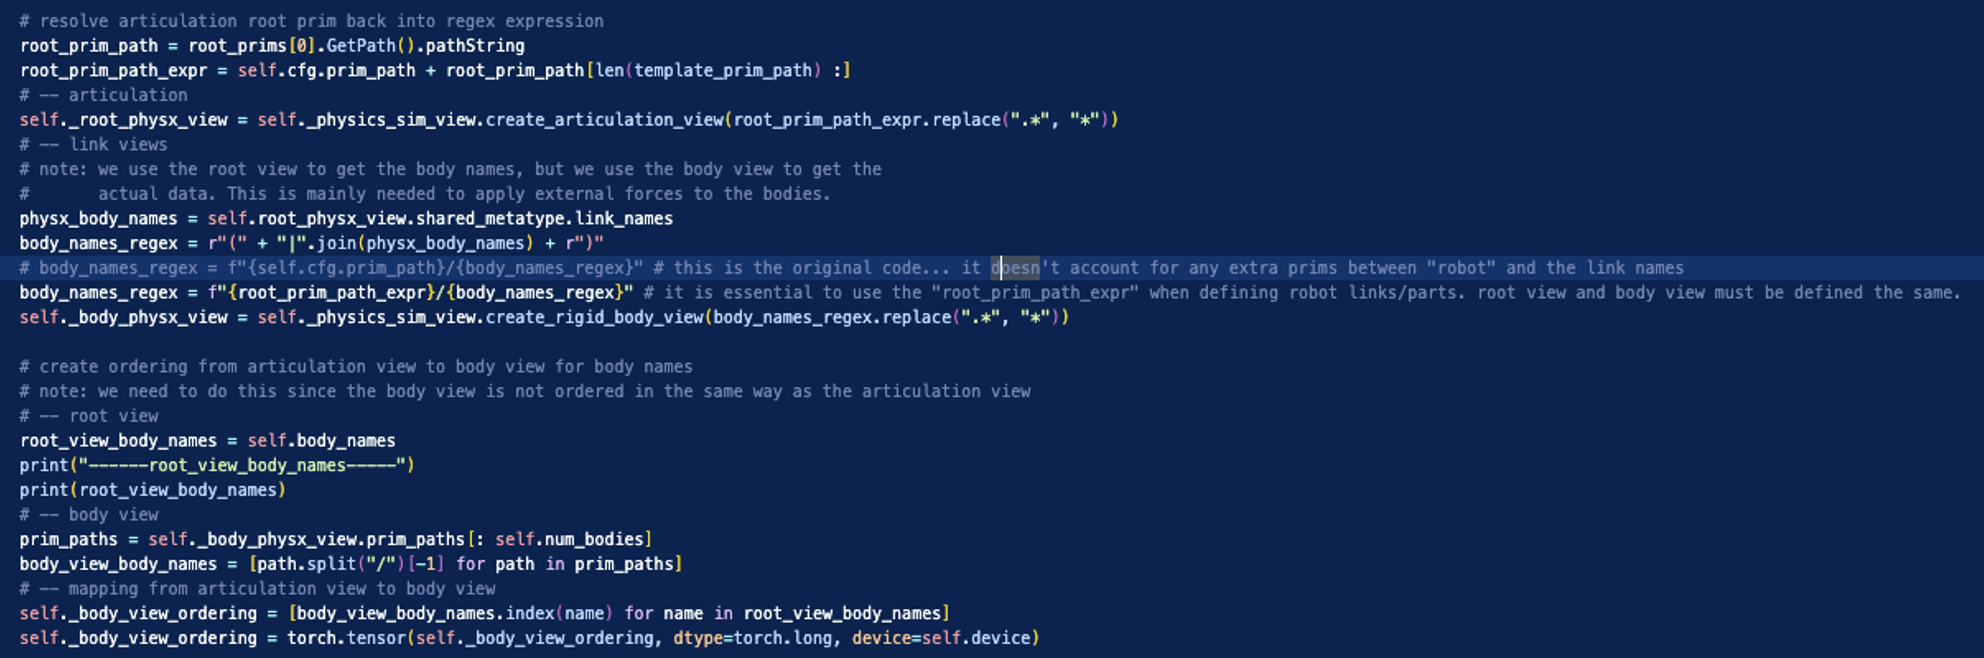 # resolve articulation root prim back into regex expression
root_prim_path = root_prims[0].GetPath().pathString
root_prim_path_expr = self.cfg.prim_path + root_prim_path[len(template_prim_path) :]
# -- articulation
self._root_physx_view = self._physics_sim_view.create_articulation_view(root_prim_path_expr.replace(".*", "*"))
# -- link views
# note: we use the root view to get the body names, but we use the body view to get the
#       actual data. This is mainly needed to apply external forces to the bodies.
physx_body_names = self.root_physx_view.shared_metatype.link_names
body_names_regex = r"(" + "|".join(physx_body_names) + r")"
# body_names_regex = f"{self.cfg.prim_path}/{body_names_regex}" # this is the original code... it doesn't account for any extra prims between "robot" and the link names
body_names_regex = f"{root_prim_path_expr}/{body_names_regex}" # it is essential to use the "root_prim_path_expr" when defining robot links/parts. root view and body view must be defined the same.
self._body_physx_view = self._physics_sim_view.create_rigid_body_view(body_names_regex.replace(".*", "*"))

# create ordering from articulation view to body view for body names
# note: we need to do this since the body view is not ordered in the same way as the articulation view
# -- root view
root_view_body_names = self.body_names
print("------root_view_body_names-----")
print(root_view_body_names)
# -- body view
prim_paths = self._body_physx_view.prim_paths[: self.num_bodies]
body_view_body_names = [path.split("/")[-1] for path in prim_paths]
# -- mapping from articulation view to body view
self._body_view_ordering = [body_view_body_names.index(name) for name in root_view_body_names]
self._body_view_ordering = torch.tensor(self._body_view_ordering, dtype=torch.long, device=self.device)